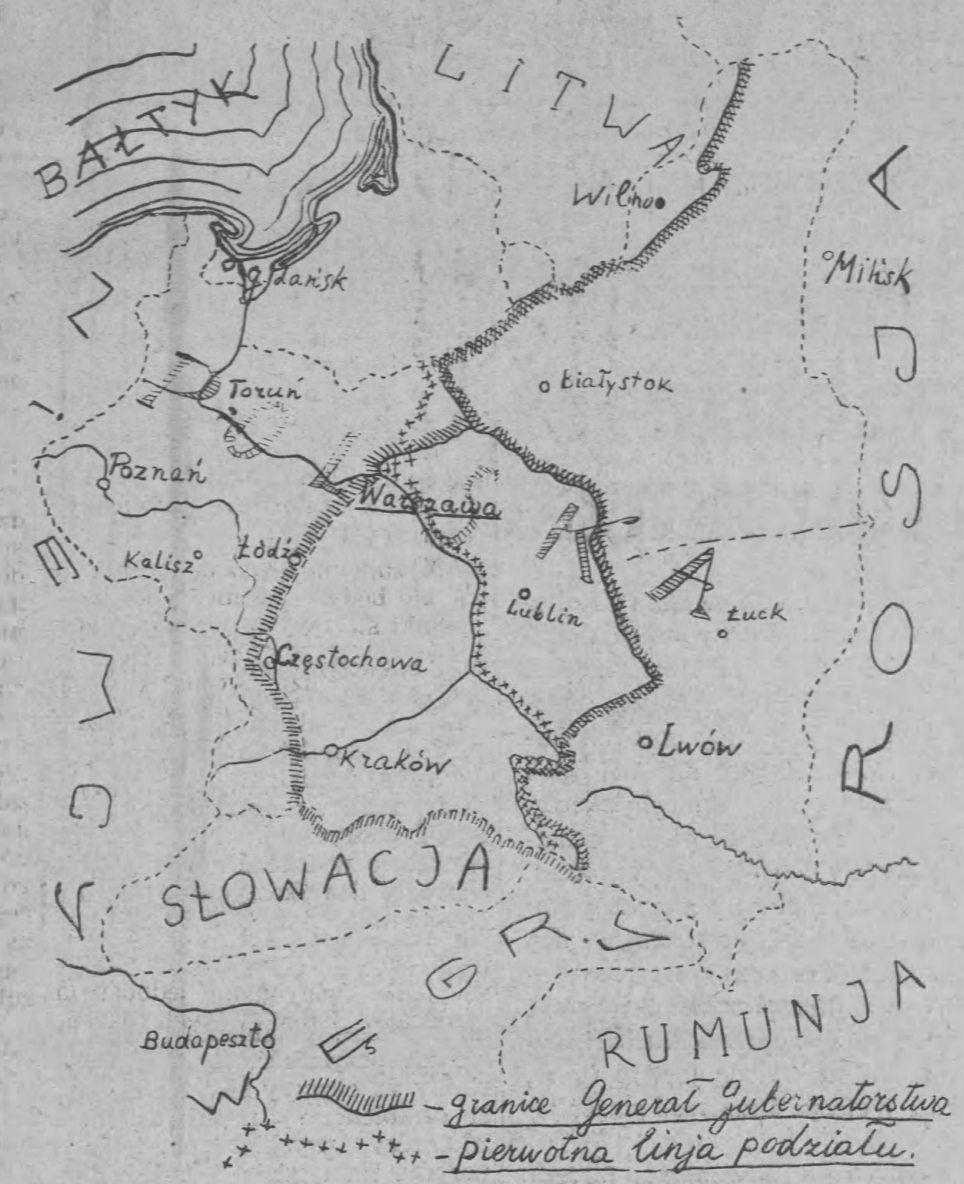 BAŁTYK
LITWA
Wilno
Mińsk
Gdańsk
ROSJA
NIEMCY
Toruń
Białystok
Poznań
Warszawa
POLSKA
Kalisz
Łódź
Lublin
Łuck
Częstochowa
Kraków
Lwów
SŁOWACJA
WĘGRY
RUMUNJA
Budapeszt
– granice Generał Gubernatorstwa
– pierwotna linja podziału.